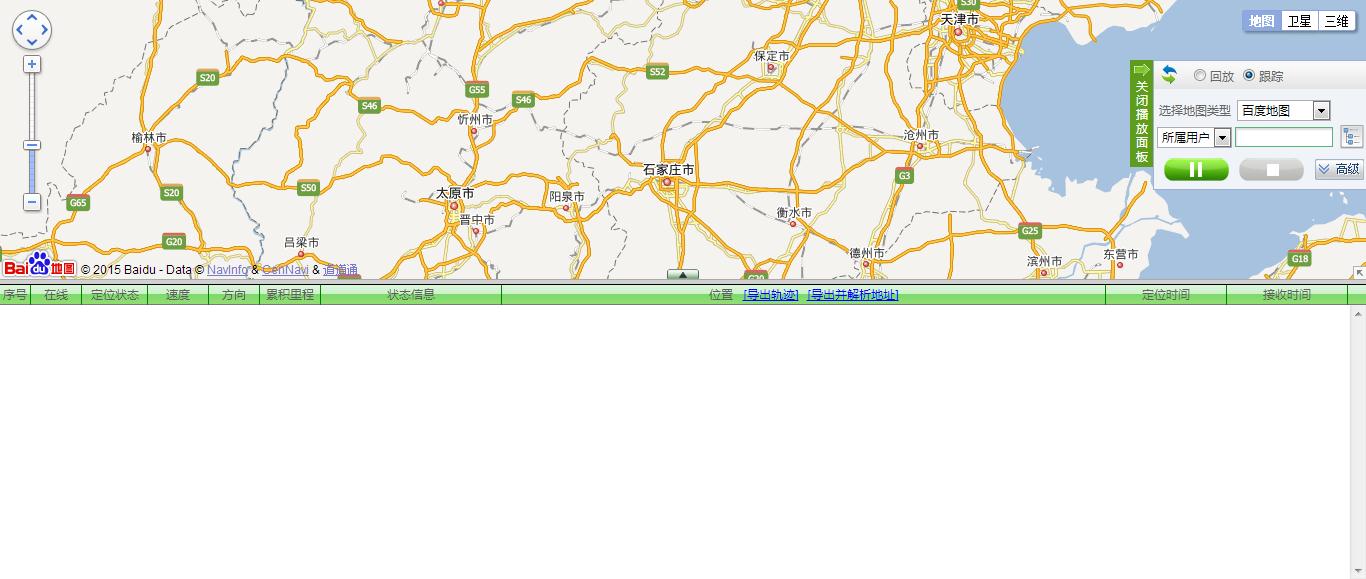 S30
天津市
地图 卫星 三维
保定市
S20
S52
G55
S46
S46
忻州市
回放 跟踪
关闭播放面板
选择地图类型 百度地图
所属用户
高级
榆林市
沧州市
石家庄市
S50
S20
G3
G65
太原市
阳泉市
晋中市
衡水市
G20
吕梁市
G25
德州市
滨州市
东营市
G18
Bai du 地图 © 2015 Baidu - Data © NavInfo & CenNavi & 道道通
序号 在线 定位状态 速度 方向 累积里程 状态信息 位置 [导出轨迹] [导出并解析地址] 定位时间 接收时间